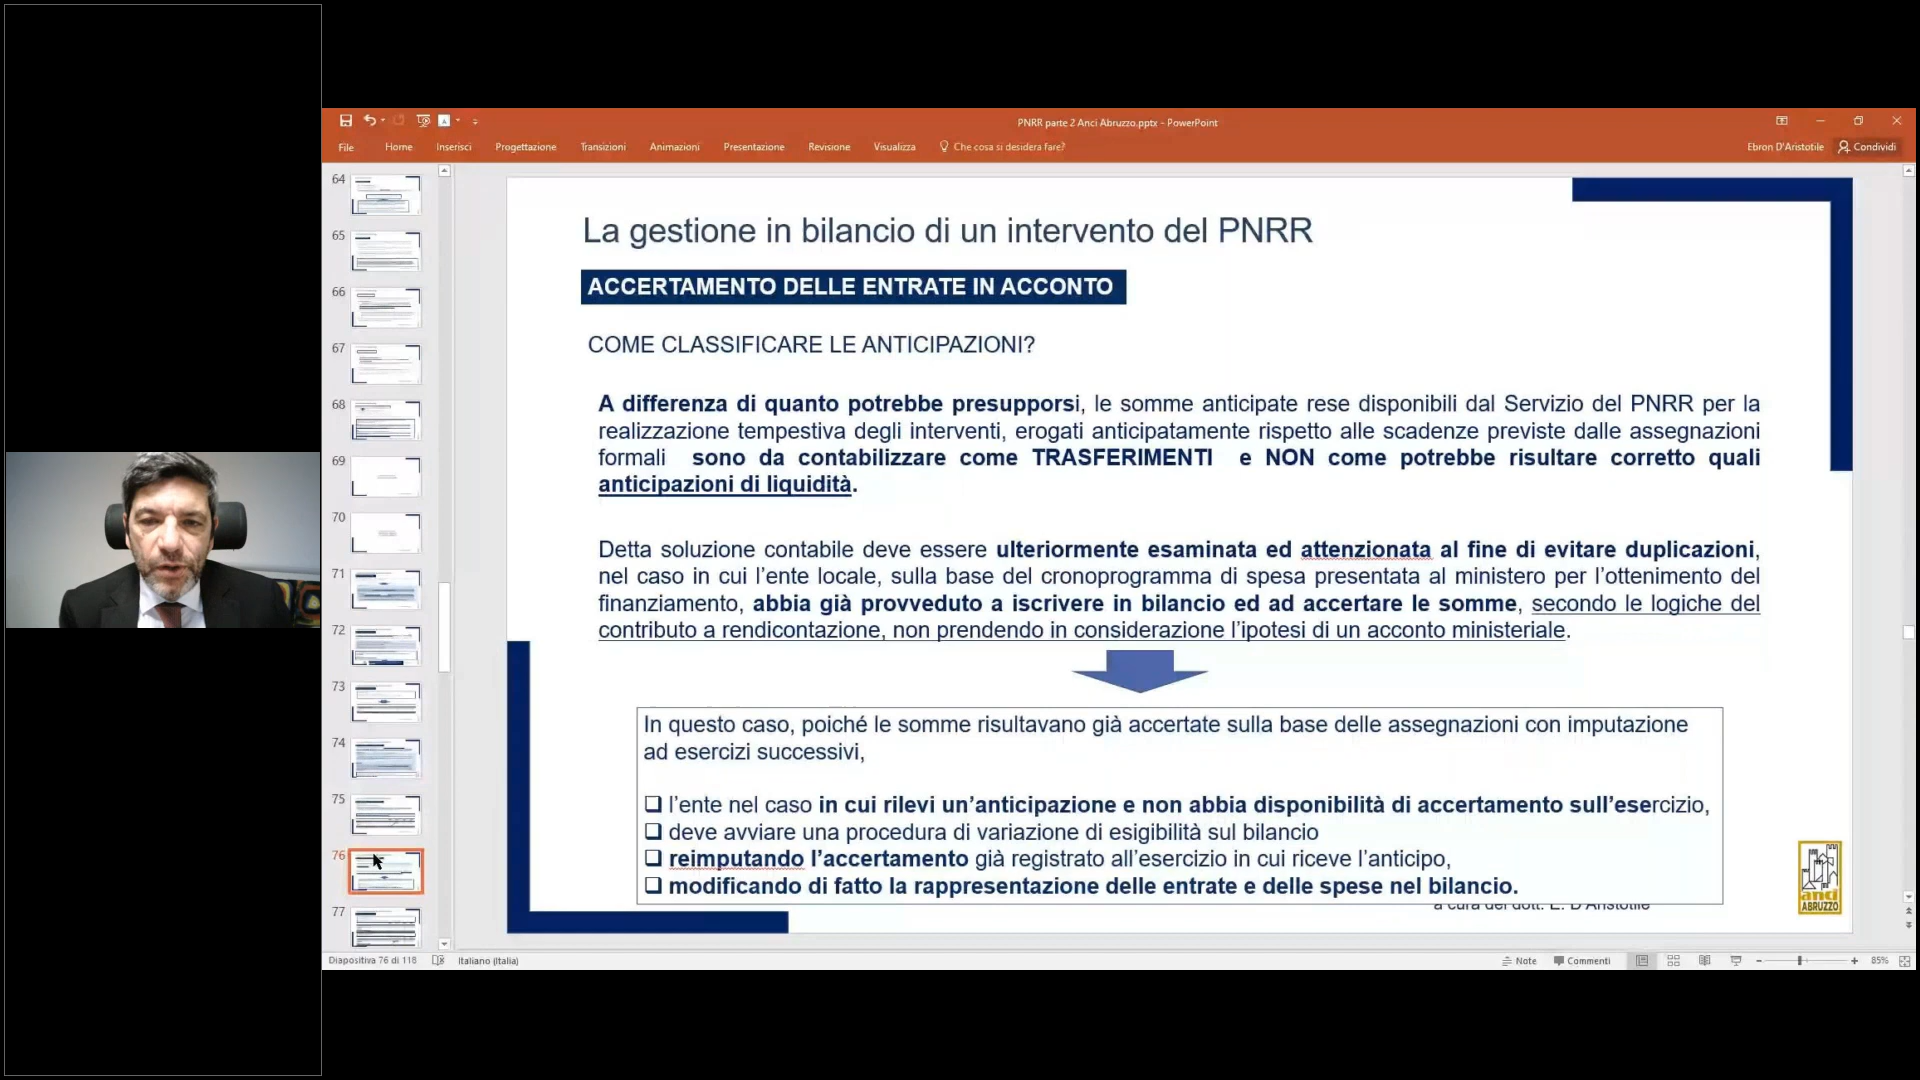 PNRR parte 2 Anci Abruzzo.pptx - PowerPoint
File Home Inserisci Progettazione Transizioni Animazioni Presentazione Revisione Visualizza Che cosa si desidera fare? Ebron D'Aristotile Condividi
64
65
66
67
68
69
70
71
72
73
74
75
76
77
La gestione in bilancio di un intervento del PNRR
ACCERTAMENTO DELLE ENTRATE IN ACCONTO
COME CLASSIFICARE LE ANTICIPAZIONI?
A differenza di quanto potrebbe presupporsi, le somme anticipate rese disponibili dal Servizio del PNRR per la
realizzazione tempestiva degli interventi, erogati anticipatamente rispetto alle scadenze previste dalle assegnazioni
formali sono da contabilizzare come TRASFERIMENTI e NON come potrebbe risultare corretto quali
anticipazioni di liquidità.
Detta soluzione contabile deve essere ulteriormente esaminata ed attenzionata al fine di evitare duplicazioni,
nel caso in cui l'ente locale, sulla base del cronoprogramma di spesa presentata al ministero per l'ottenimento del
finanziamento, abbia già provveduto a iscrivere in bilancio ed ad accertare le somme, secondo le logiche del
contributo a rendicontazione, non prendendo in considerazione l'ipotesi di un acconto ministeriale.
In questo caso, poiché le somme risultavano già accertate sulla base delle assegnazioni con imputazione
ad esercizi successivi,
❑ l'ente nel caso in cui rilevi un'anticipazione e non abbia disponibilità di accertamento sull'esercizio,
❑ deve avviare una procedura di variazione di esigibilità sul bilancio
❑ reimputando l'accertamento già registrato all'esercizio in cui riceve l'anticipo,
❑ modificando di fatto la rappresentazione delle entrate e delle spese nel bilancio.
a cura del dott. E. D'Aristotile
anci
ABRUZZO
Diapositiva 76 di 118 Italiano (Italia) Note Commenti 85%